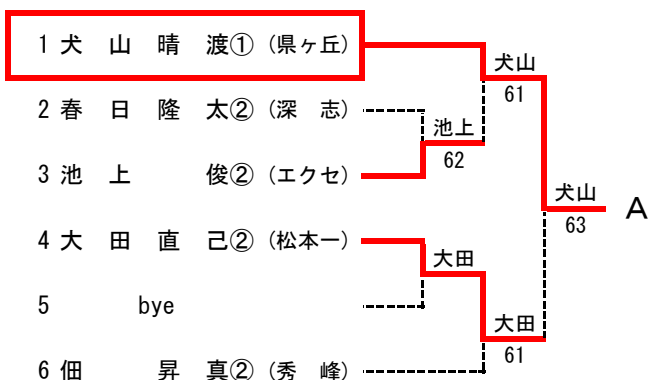 1 犬 山 晴 渡① (県ヶ丘)
犬山
61
2 春 日 隆 太② (深 志)
池上
62
3 池 上 俊② (エクセ)
犬山
63
A
4 大 田 直 己② (松本一)
大田
5 bye
大田
61
6 佃 昇 真② (秀 峰)